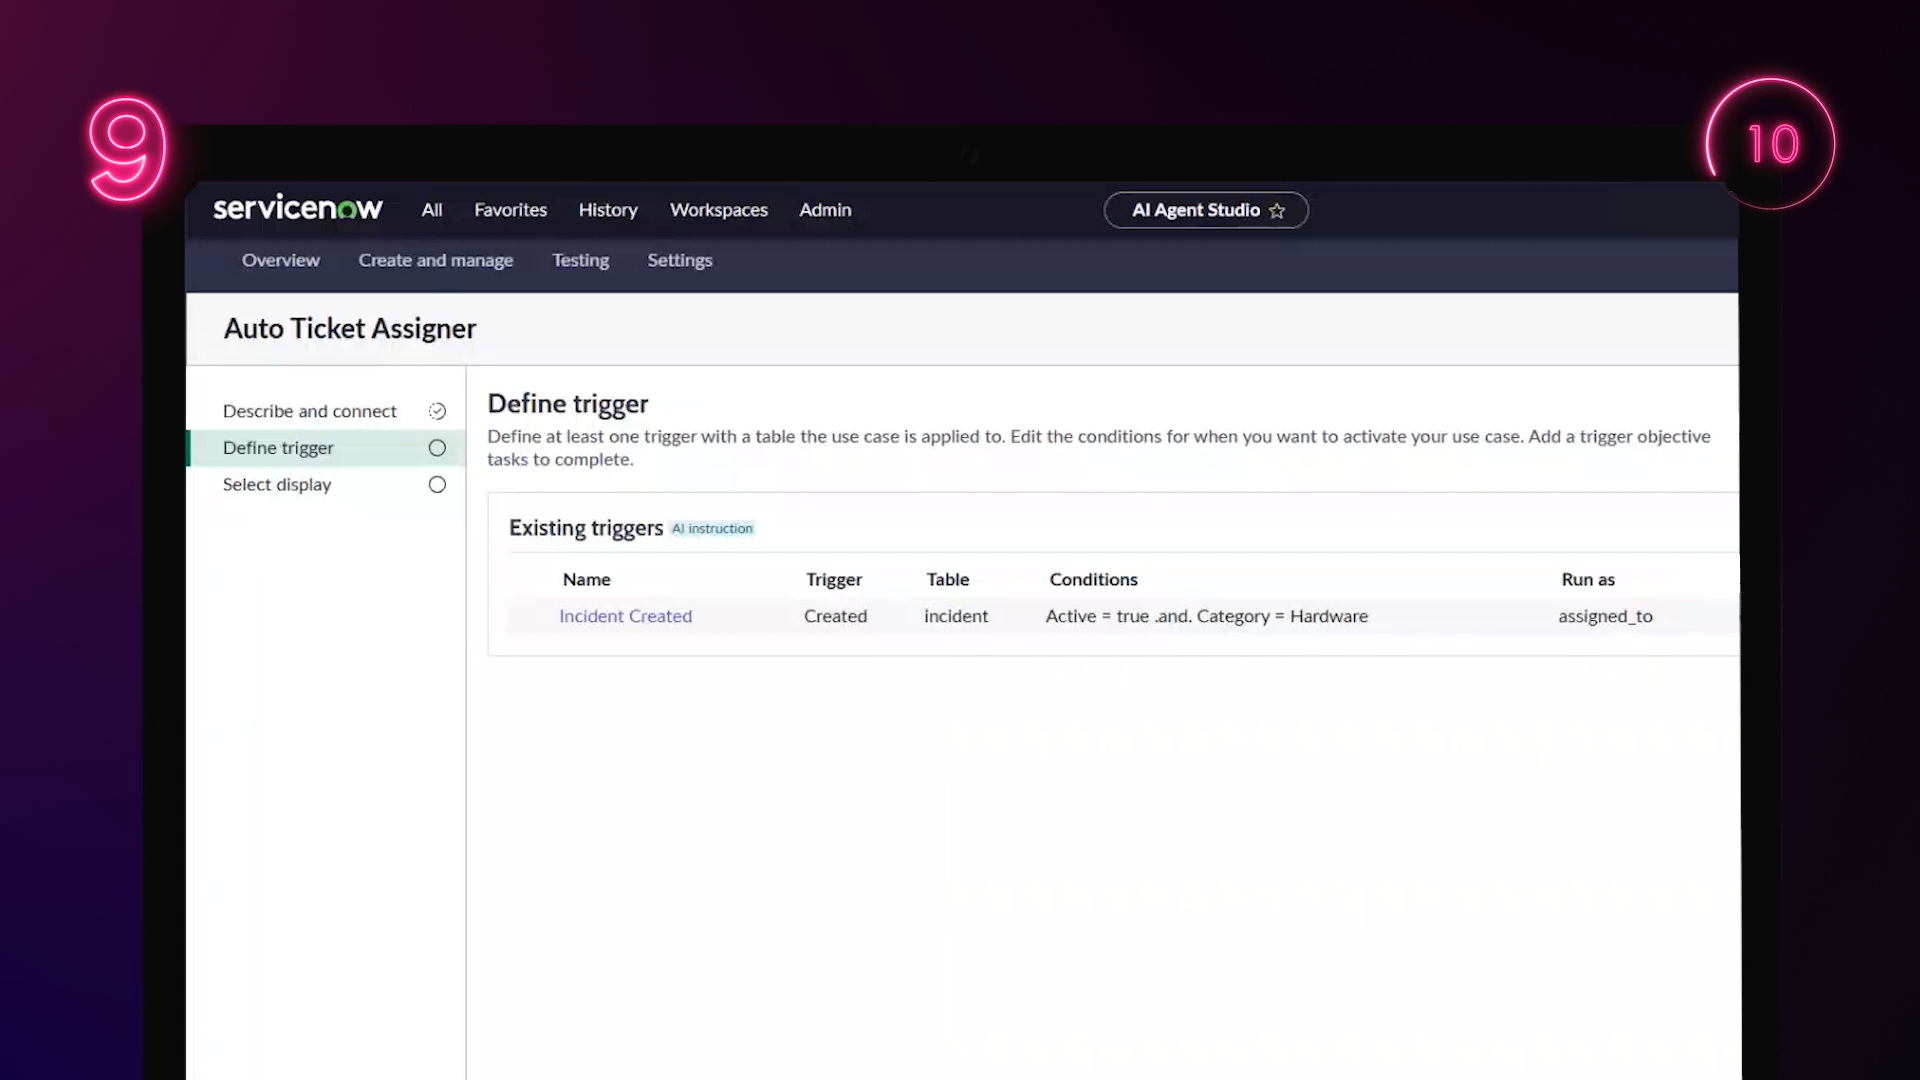 9
10
servicenow All Favorites History Workspaces Admin AI Agent Studio
Overview Create and manage Testing Settings
Auto Ticket Assigner
Describe and connect
Define trigger
Select display
Define trigger
Define at least one trigger with a table the use case is applied to. Edit the conditions for when you want to activate your use case. Add a trigger objective
tasks to complete.
Existing triggers AI instruction
Name Trigger Table Conditions Run as
Incident Created Created incident Active = true .and. Category = Hardware assigned_to